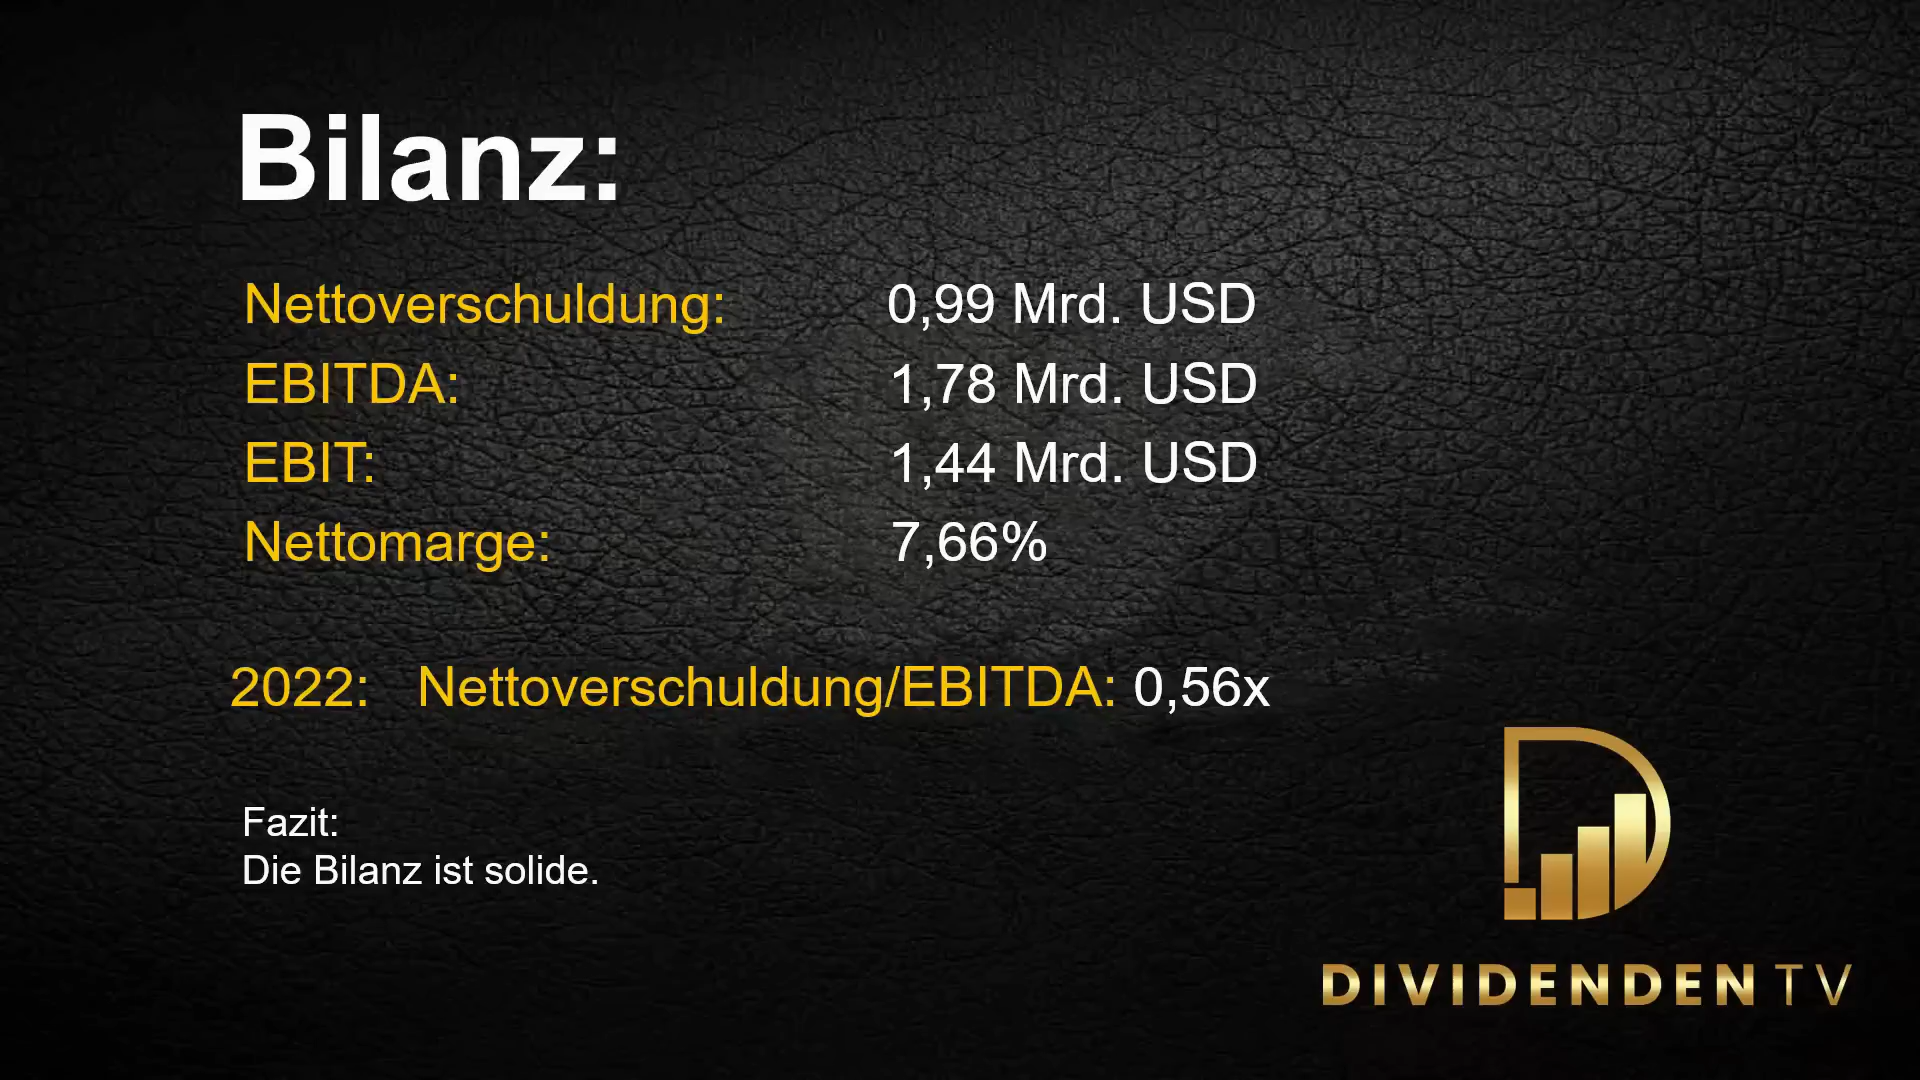 Bilanz:
Nettoverschuldung: 0,99 Mrd. USD
EBITDA: 1,78 Mrd. USD
EBIT: 1,44 Mrd. USD
Nettomarge: 7,66%
2022: Nettoverschuldung/EBITDA: 0,56x
Fazit:
Die Bilanz ist solide.
DIVIDENDEN TV